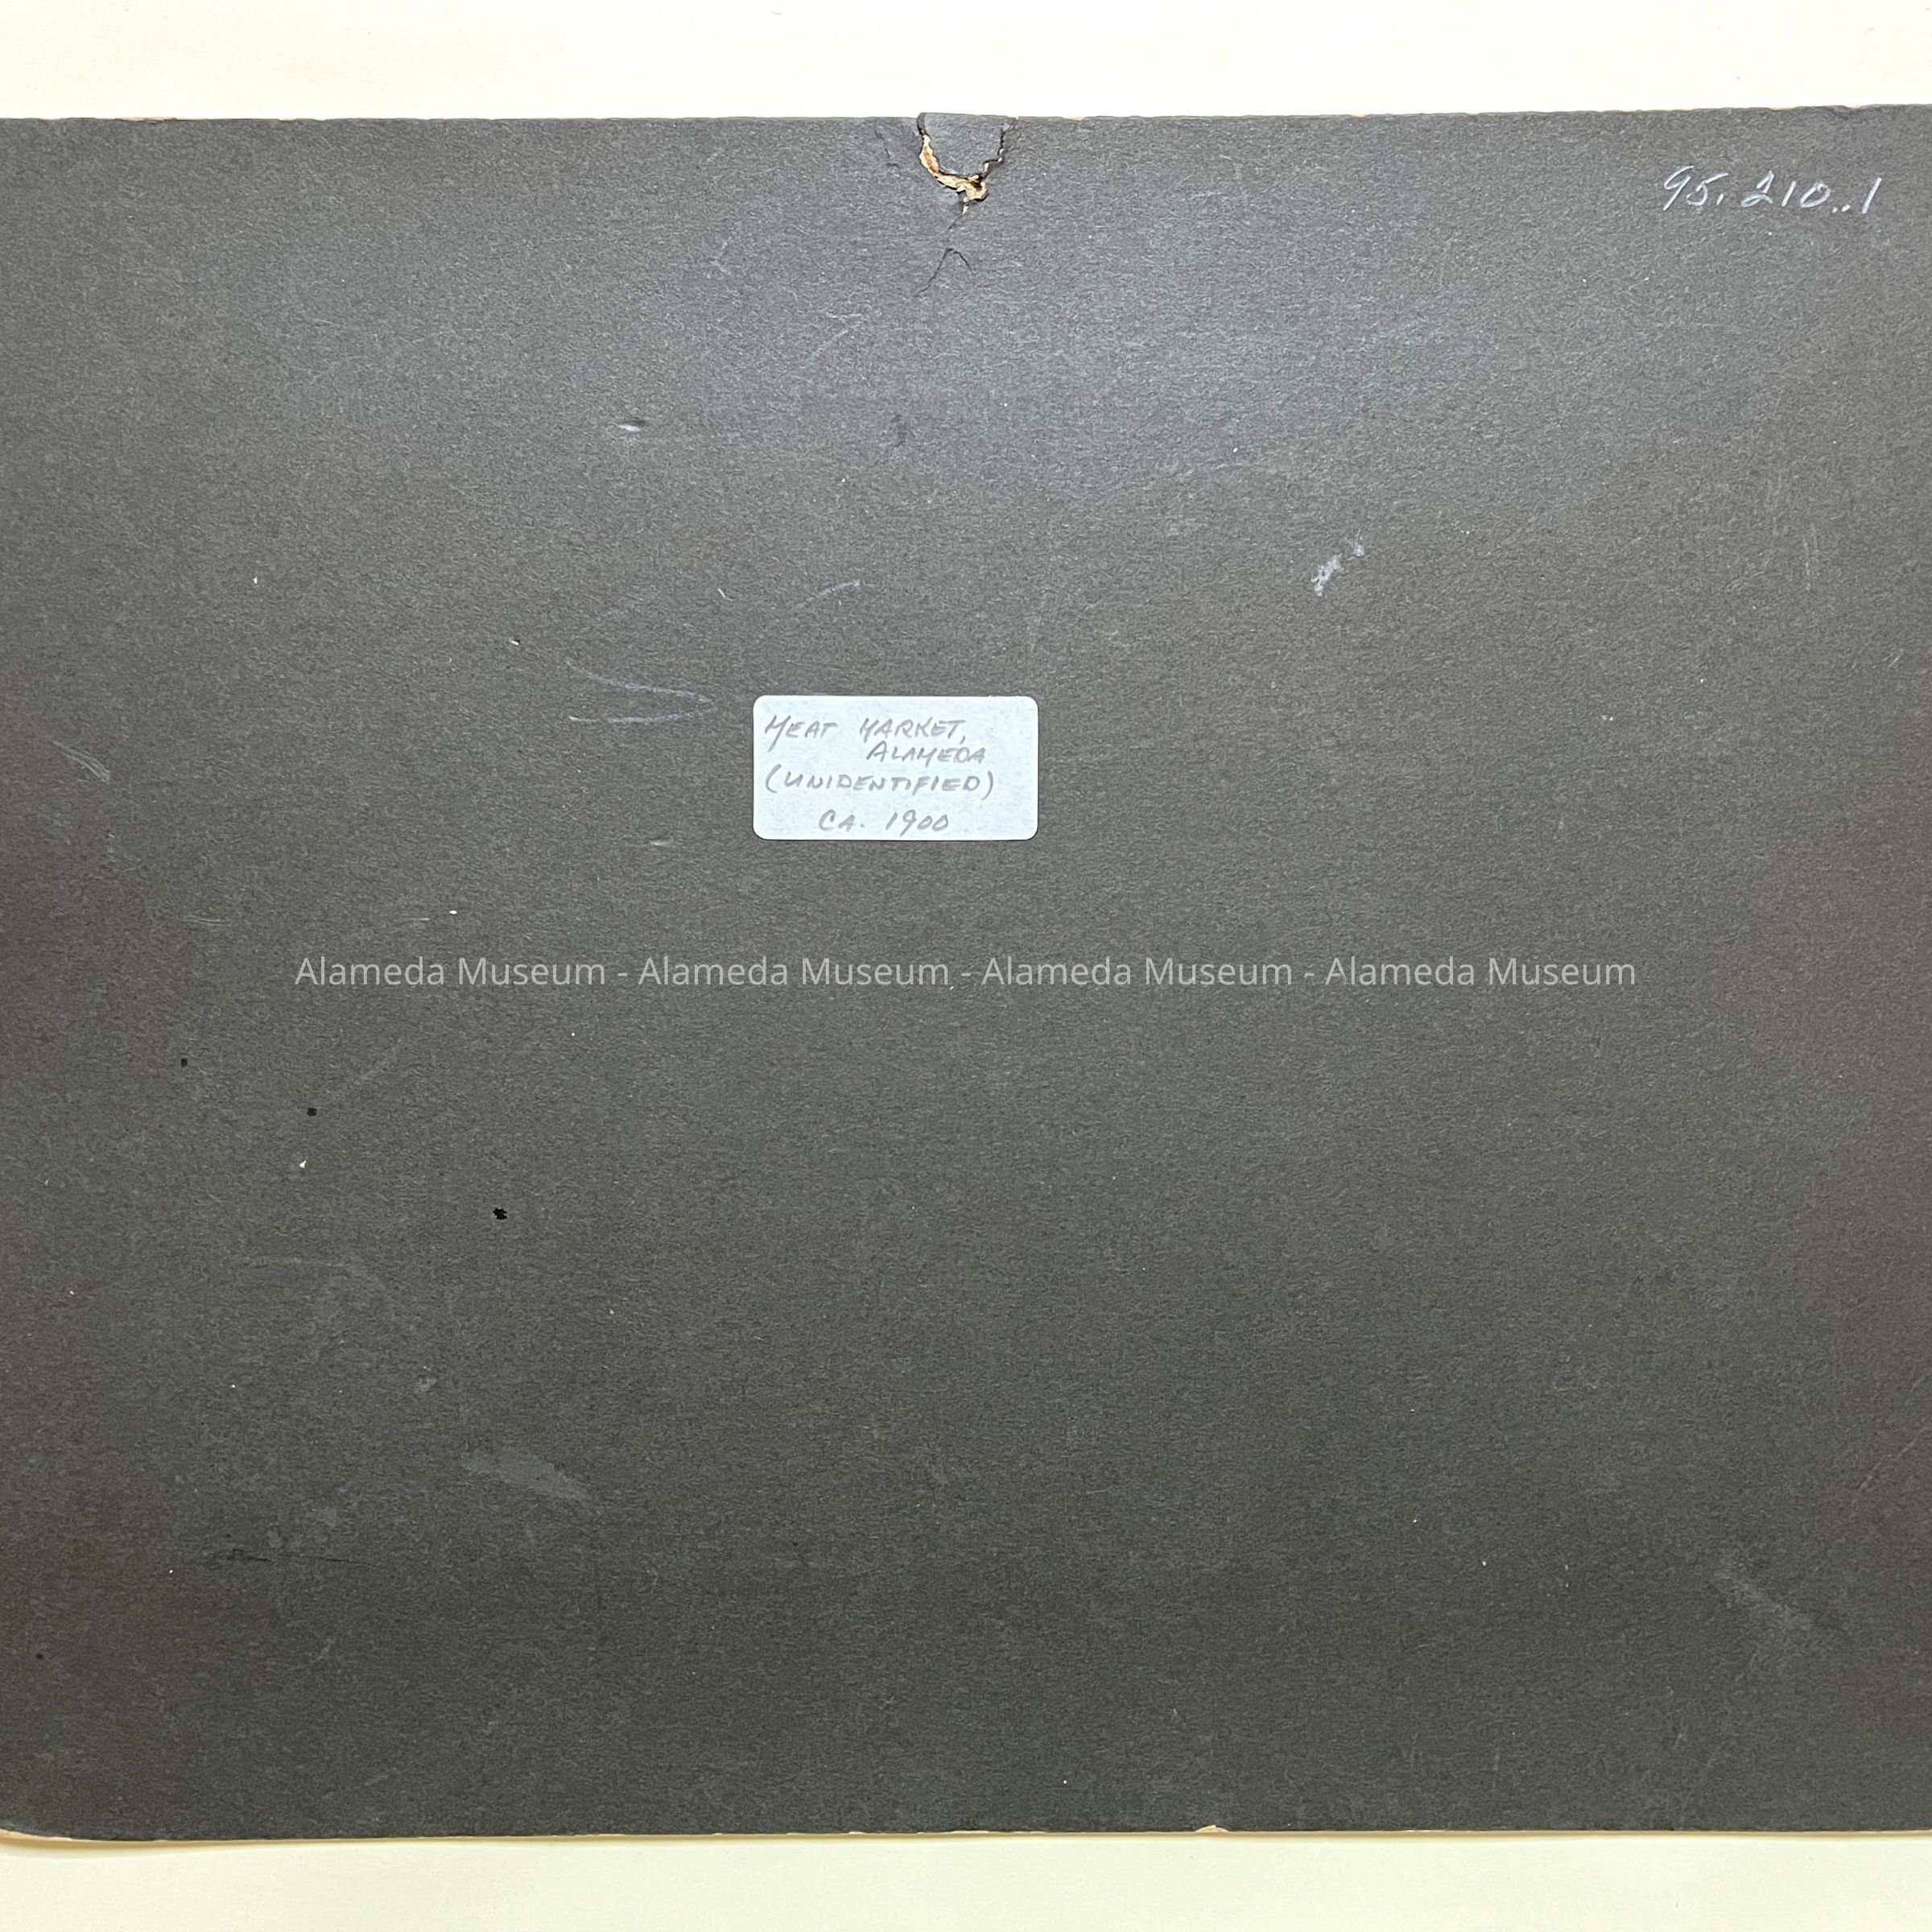 95.210..1
MEAT MARKET,
ALAMEDA
(UNIDENTIFIED)
CA. 1900
Alameda Museum - Alameda Museum - Alameda Museum - Alameda Museum